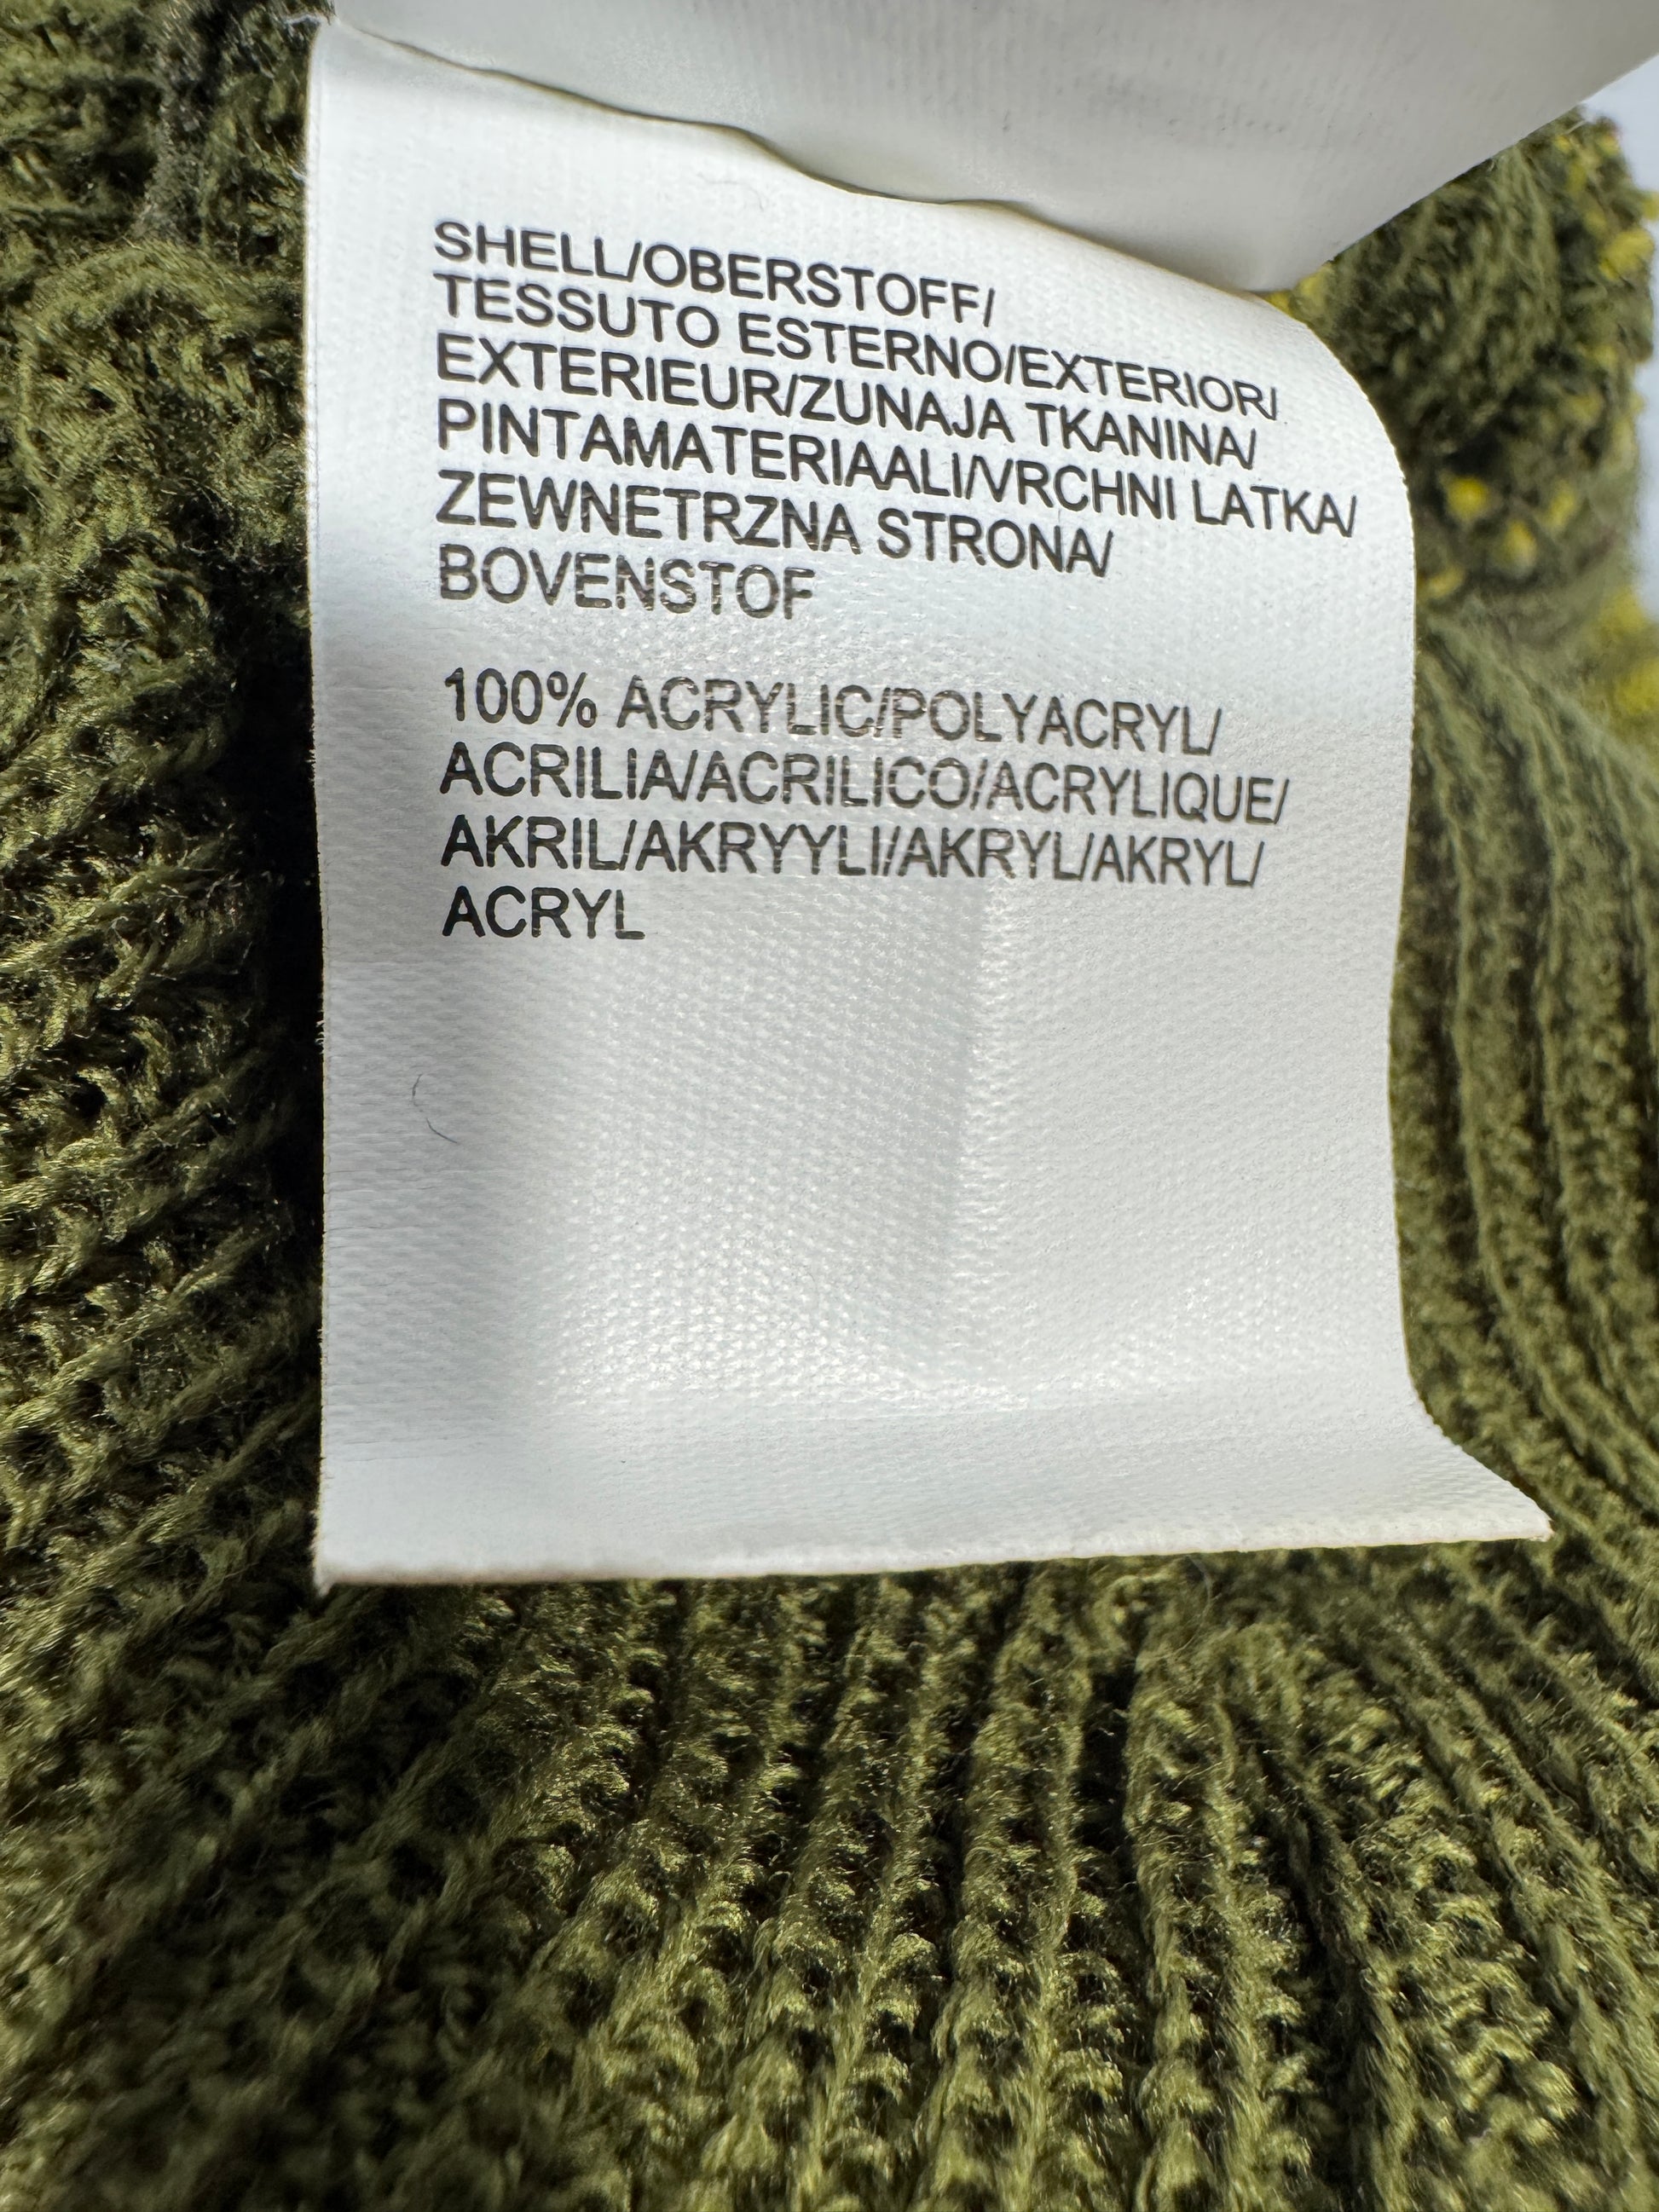 SHELL/OBERSTOFF/
TESSUTO ESTERNO/EXTERIOR/
EXTERIEUR/ZUNAJA TKANINA/
PINTAMATERIAALI/VRCHNI LATKA/
ZEWNETRZNA STRONA/
BOVENSTOF
100% ACRYLIC/POLYACRYL/
ACRILIA/ACRILICO/ACRYLIQUE/
AKRIL/AKRYYLI/AKRYL/AKRYL/
ACRYL